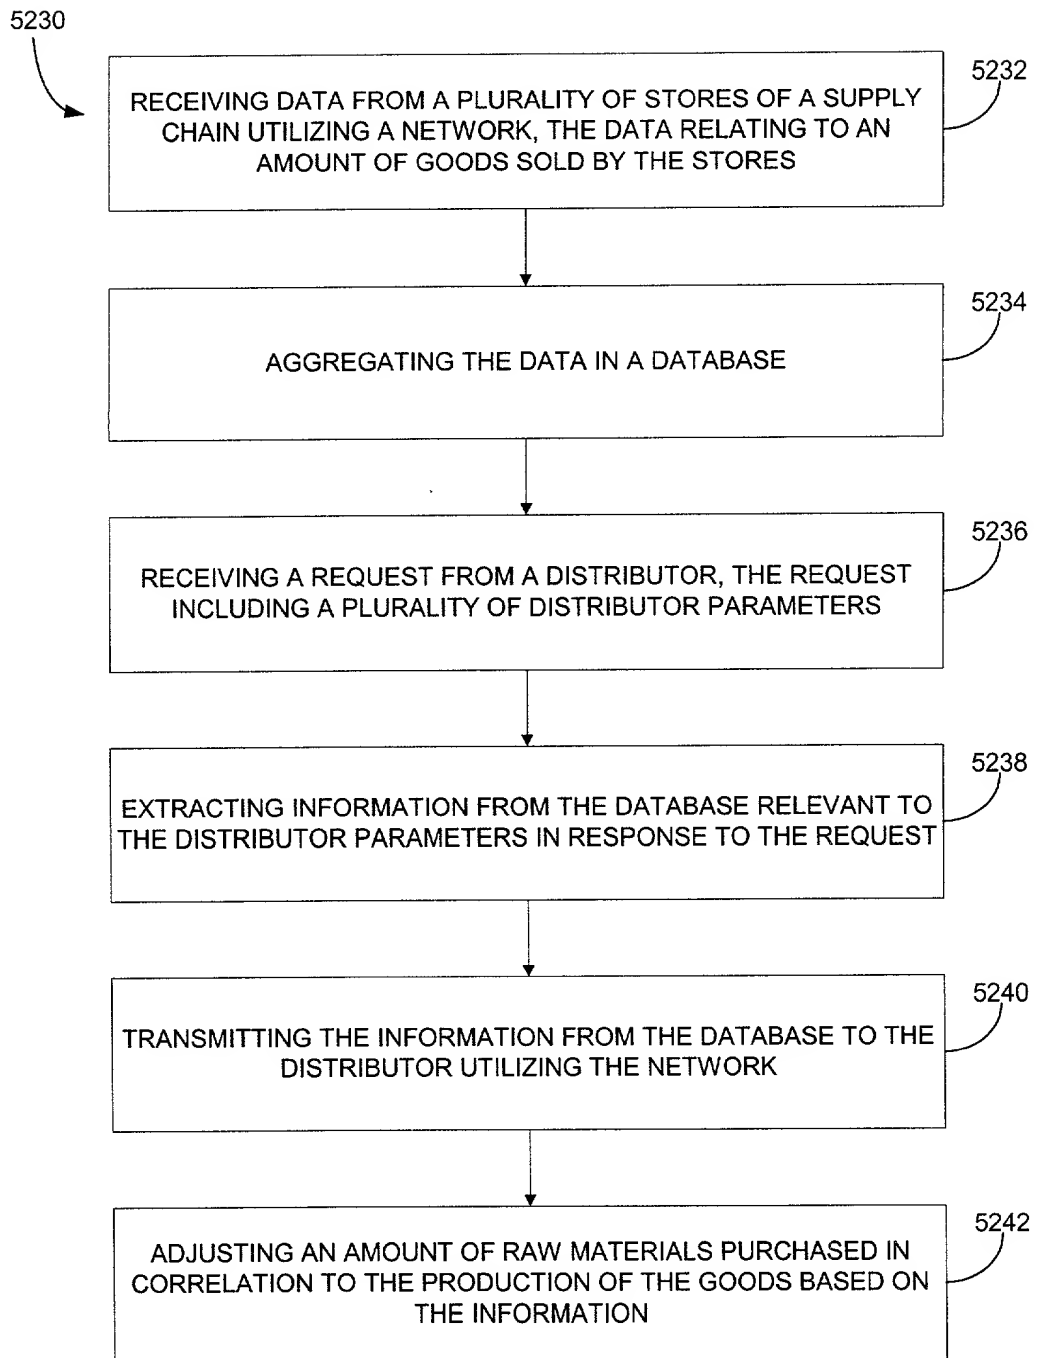 5230
5232
RECEIVING DATA FROM A PLURALITY OF STORES OF A SUPPLY
CHAIN UTILIZING A NETWORK, THE DATA RELATING TO AN
AMOUNT OF GOODS SOLD BY THE STORES
5234
AGGREGATING THE DATA IN A DATABASE
5236
RECEIVING A REQUEST FROM A DISTRIBUTOR, THE REQUEST
INCLUDING A PLURALITY OF DISTRIBUTOR PARAMETERS
5238
EXTRACTING INFORMATION FROM THE DATABASE RELEVANT TO
THE DISTRIBUTOR PARAMETERS IN RESPONSE TO THE REQUEST
5240
TRANSMITTING THE INFORMATION FROM THE DATABASE TO THE
DISTRIBUTOR UTILIZING THE NETWORK
5242
ADJUSTING AN AMOUNT OF RAW MATERIALS PURCHASED IN
CORRELATION TO THE PRODUCTION OF THE GOODS BASED ON
THE INFORMATION